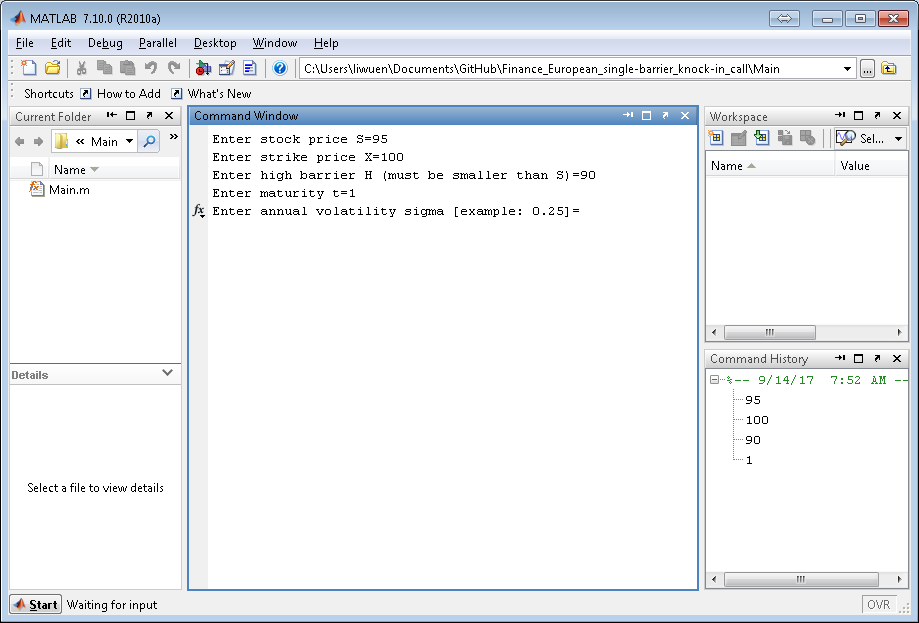 MATLAB 7.10.0 (R2010a)
File Edit Debug Parallel Desktop Window Help
C:\Users\liwuen\Documents\GitHub\Finance_European_single-barrier_knock-in_call\Main ...
Shortcuts How to Add What's New
Current Folder
« Main »
Name
Main.m
Details
Select a file to view details
Command Window
Enter stock price S=95
Enter strike price X=100
Enter high barrier H (must be smaller than S)=90
Enter maturity t=1
fx Enter annual volatility sigma [example: 0.25]=
Workspace
Sel...
Name Value
Command History
%-- 9/14/17 7:52 AM --
95
100
90
1
Start Waiting for input
OVR